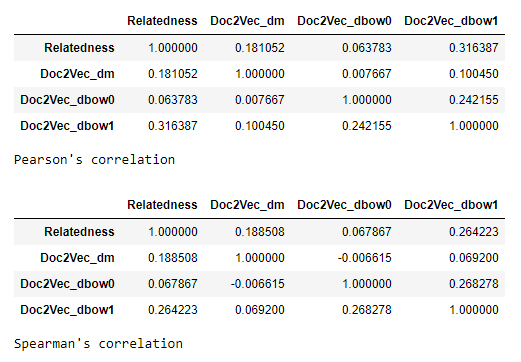 Relatedness Doc2Vec_dm Doc2Vec_dbow0 Doc2Vec_dbow1
Relatedness 1.000000 0.181052 0.063783 0.316387
Doc2Vec_dm 0.181052 1.000000 0.007667 0.100450
Doc2Vec_dbow0 0.063783 0.007667 1.000000 0.242155
Doc2Vec_dbow1 0.316387 0.100450 0.242155 1.000000
Pearson's correlation
Relatedness Doc2Vec_dm Doc2Vec_dbow0 Doc2Vec_dbow1
Relatedness 1.000000 0.188508 0.067867 0.264223
Doc2Vec_dm 0.188508 1.000000 -0.006615 0.069200
Doc2Vec_dbow0 0.067867 -0.006615 1.000000 0.268278
Doc2Vec_dbow1 0.264223 0.069200 0.268278 1.000000
Spearman's correlation